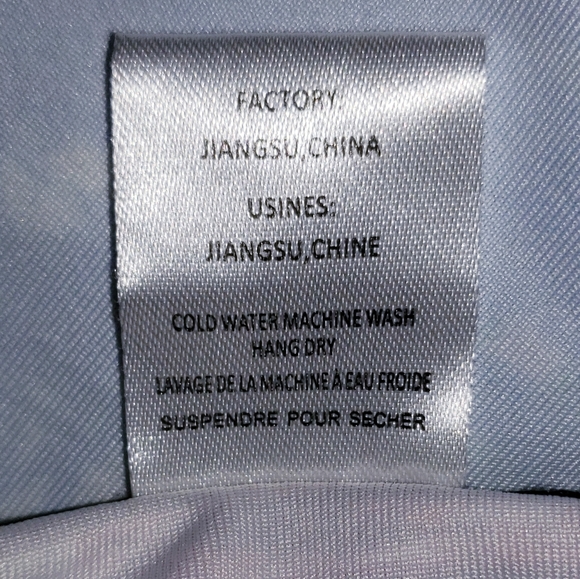 FACTORY:
JIANGSU,CHINA
USINES:
JIANGSU,CHINE
COLD WATER MACHINE WASH
HANG DRY
LAVAGE DE LA MACHINE À EAU FROIDE
SUSPENDRE POUR SECHER